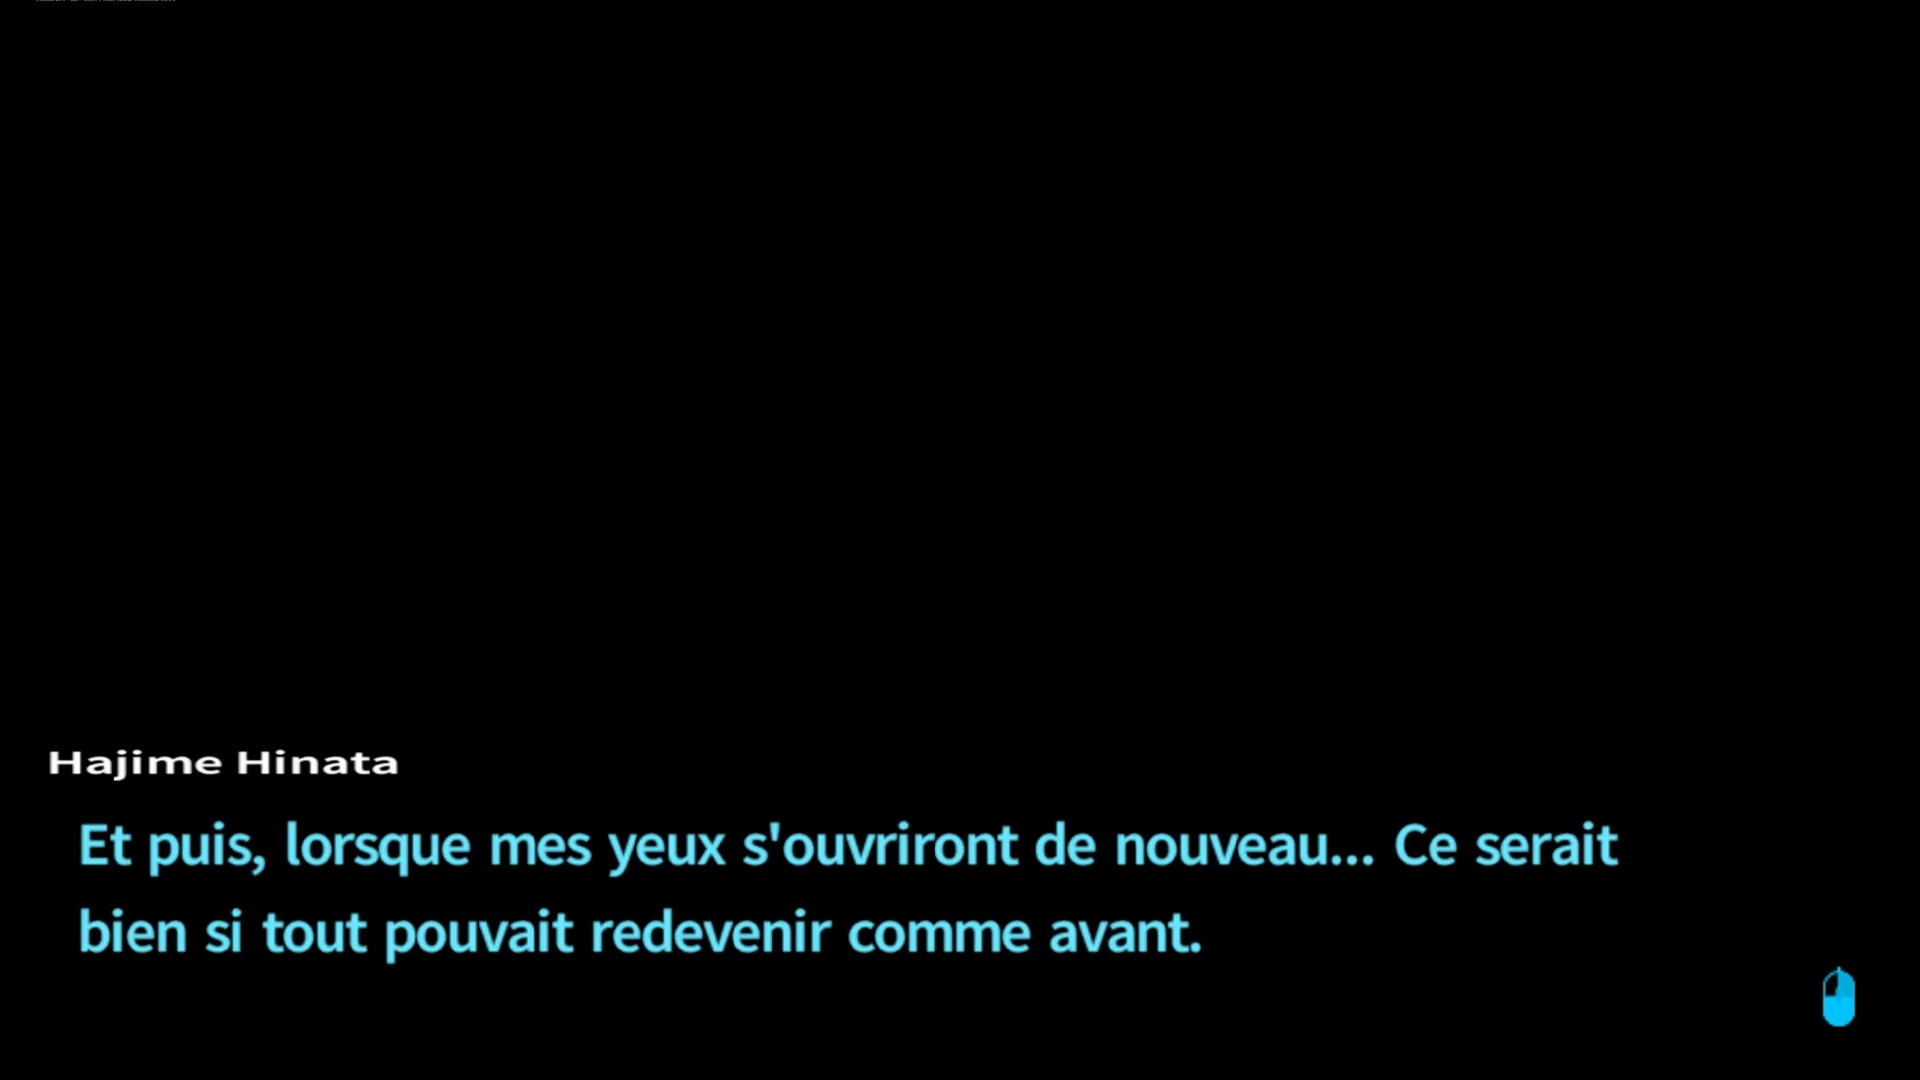 Hajime Hinata
Et puis, lorsque mes yeux s'ouvriront de nouveau... Ce serait
bien si tout pouvait redevenir comme avant.